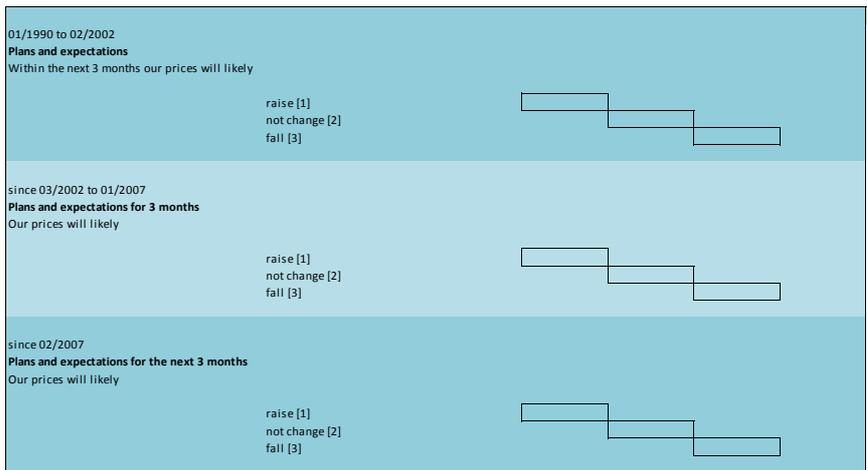 01/1990 to 02/2002
Plans and expectations
Within the next 3 months our prices will likely
raise [1]
not change [2]
fall [3]
since 03/2002 to 01/2007
Plans and expectations for 3 months
Our prices will likely
raise [1]
not change [2]
fall [3]
since 02/2007
Plans and expectations for the next 3 months
Our prices will likely
raise [1]
not change [2]
fall [3]